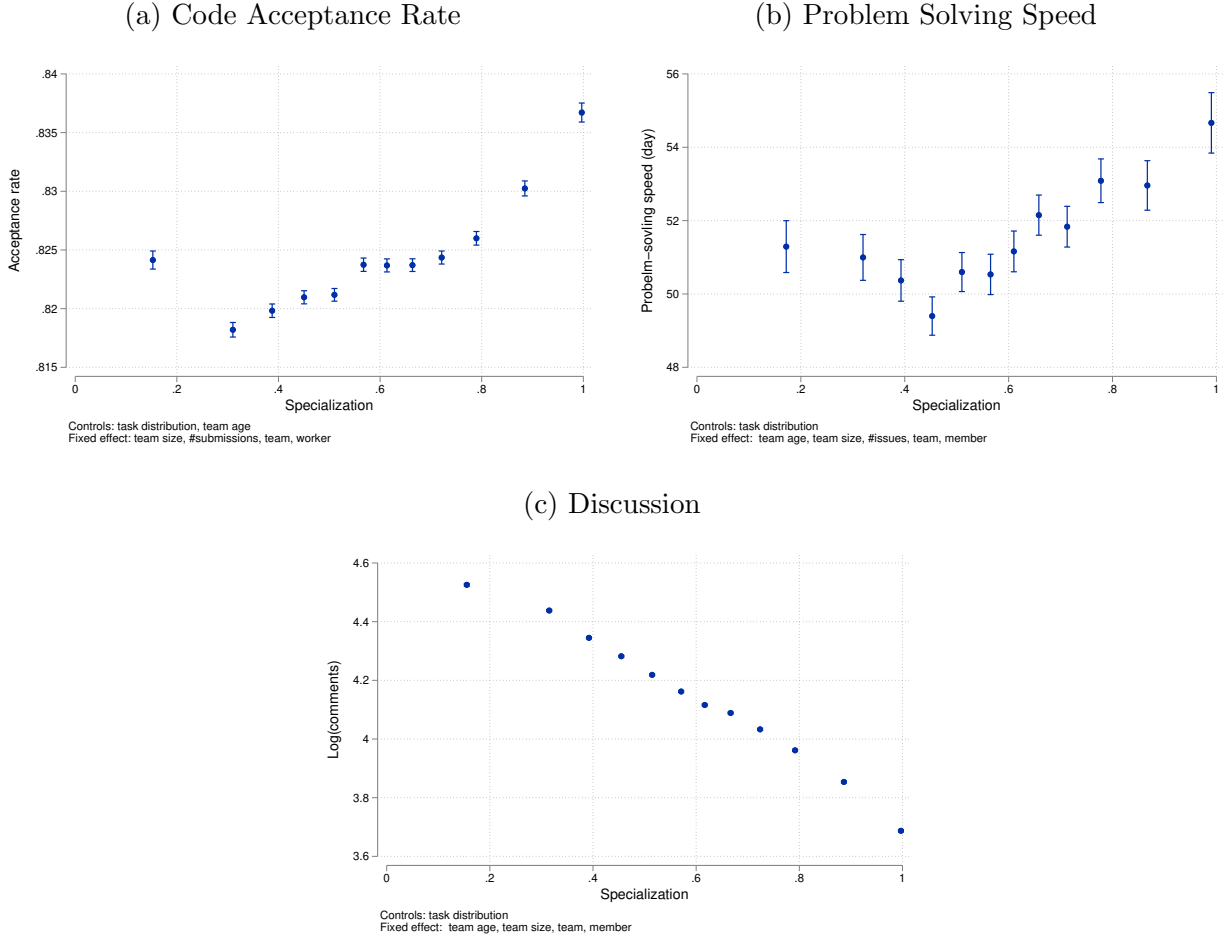 (a) Code Acceptance Rate
.84
.835
.83
.825
.82
.815
Acceptance rate
0 .2 .4 .6 .8 1
Specialization
Controls: task distribution, team age
Fixed effect: team size, #submissions, team, worker
(b) Problem Solving Speed
56
54
52
50
48
Probelm-sovling speed (day)
0 .2 .4 .6 .8 1
Specialization
Controls: task distribution
Fixed effect: team age, team size, #issues, team, member
(c) Discussion
4.6
4.4
4.2
4
3.8
3.6
Log(comments)
0 .2 .4 .6 .8 1
Specialization
Controls: task distribution
Fixed effect: team age, team size, team, member